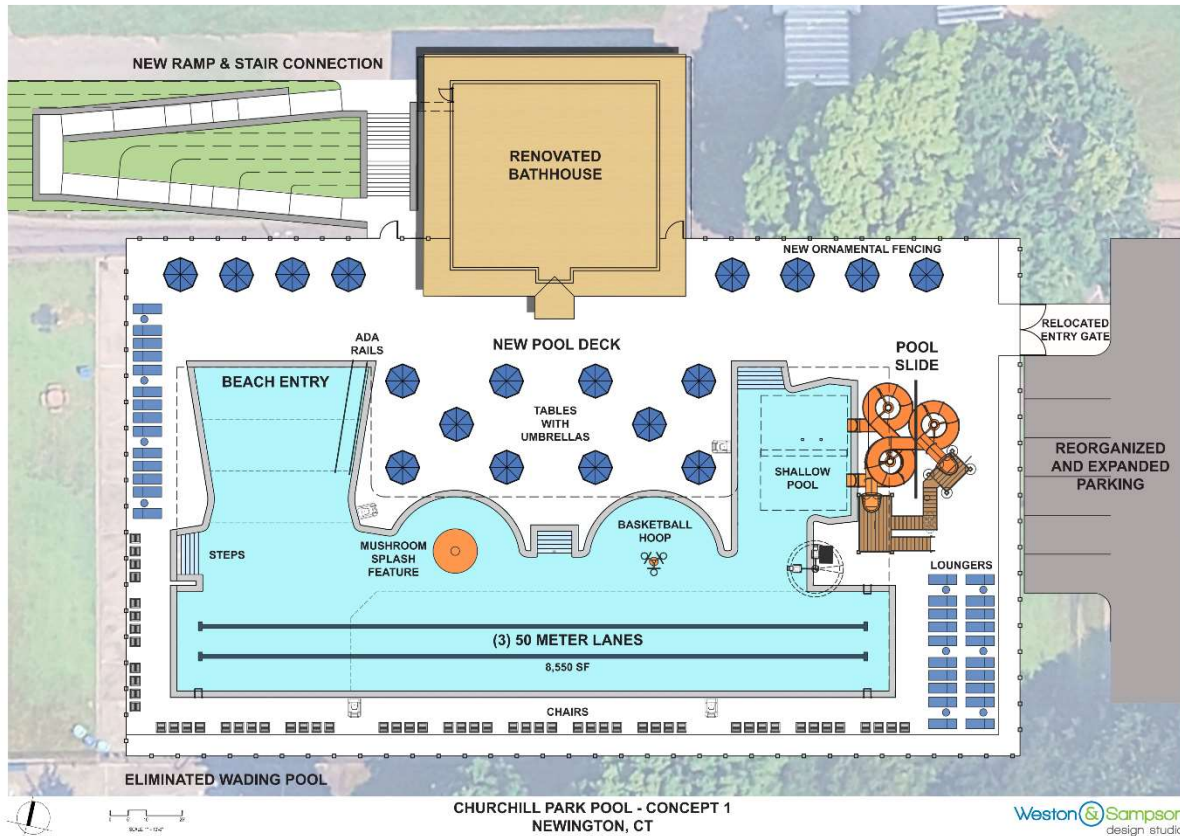 NEW RAMP & STAIR CONNECTION
RENOVATED
BATHHOUSE
NEW ORNAMENTAL FENCING
RELOCATED
ENTRY GATE
ADA
RAILS
NEW POOL DECK
POOL
SLIDE
BEACH ENTRY
TABLES
WITH
UMBRELLAS
SHALLOW
POOL
REORGANIZED
AND EXPANDED
PARKING
STEPS
MUSHROOM
SPLASH
FEATURE
BASKETBALL
HOOP
LOUNGERS
(3) 50 METER LANES
8,550 SF
CHAIRS
ELIMINATED WADING POOL
CHURCHILL PARK POOL - CONCEPT 1
NEWINGTON, CT
Weston & Sampson
design studio